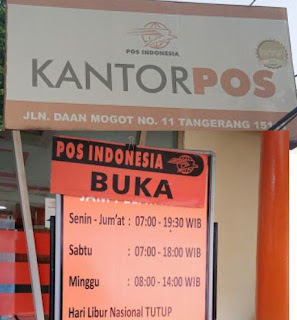 POS INDONESIA
KANTORPOS
JLN. DAAN MOGOT NO. 11 TANGERANG 151
POS INDONESIA
BUKA
Senin - Jum'at : 07:00 - 19:30 WIB
Sabtu : 07:00 - 18:00 WIB
Minggu : 08:00 - 14:00 WIB
Hari Libur Nasional TUTUP